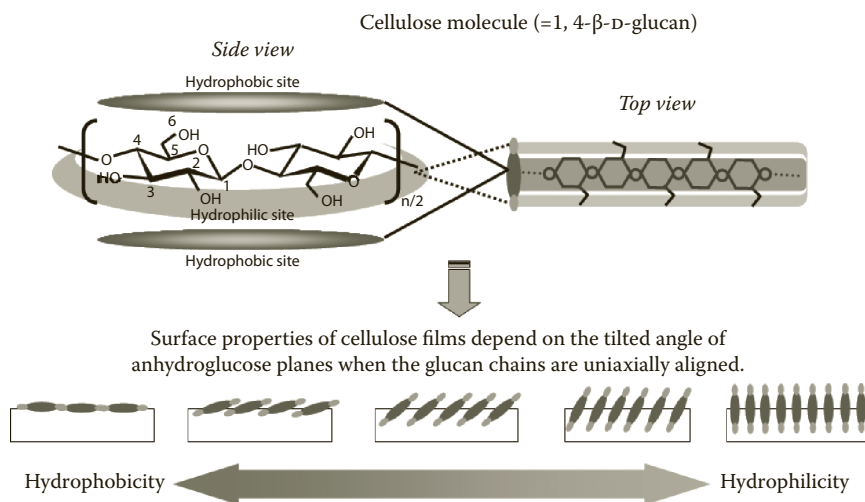 Cellulose molecule (=1, 4-β-D-glucan)
Side view
Hydrophobic site
Top view
6
OH
4
5
O
HO
OH
O
HO
2
3
1
OH
O
O
OH
Hydrophilic site
n/2
Hydrophobic site
Surface properties of cellulose films depend on the tilted angle of
anhydroglucose planes when the glucan chains are uniaxially aligned.
Hydrophobicity
Hydrophilicity